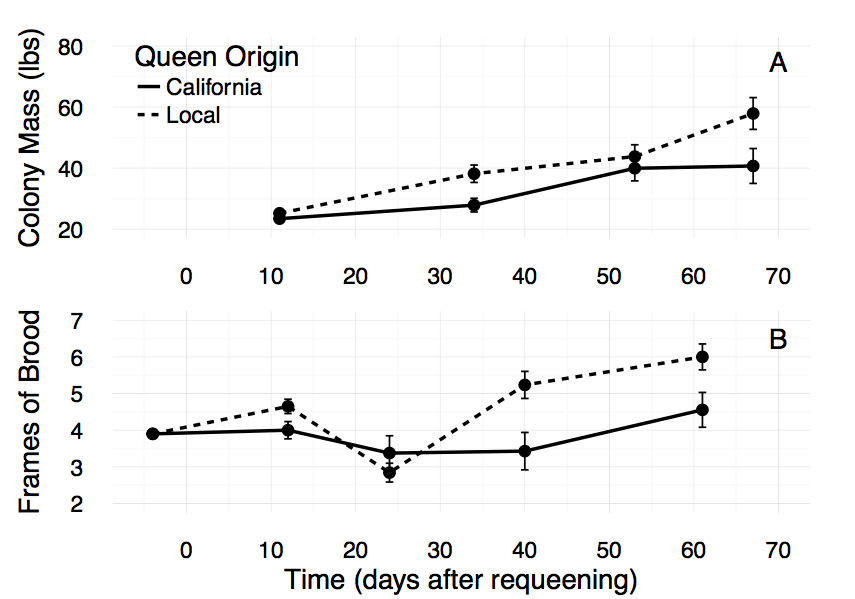 Colony Mass (lbs)
80
60
40
20
Queen Origin
California
Local
A
0 10 20 30 40 50 60 70
Frames of Brood
7
6
5
4
3
2
B
0 10 20 30 40 50 60 70
Time (days after requeening)